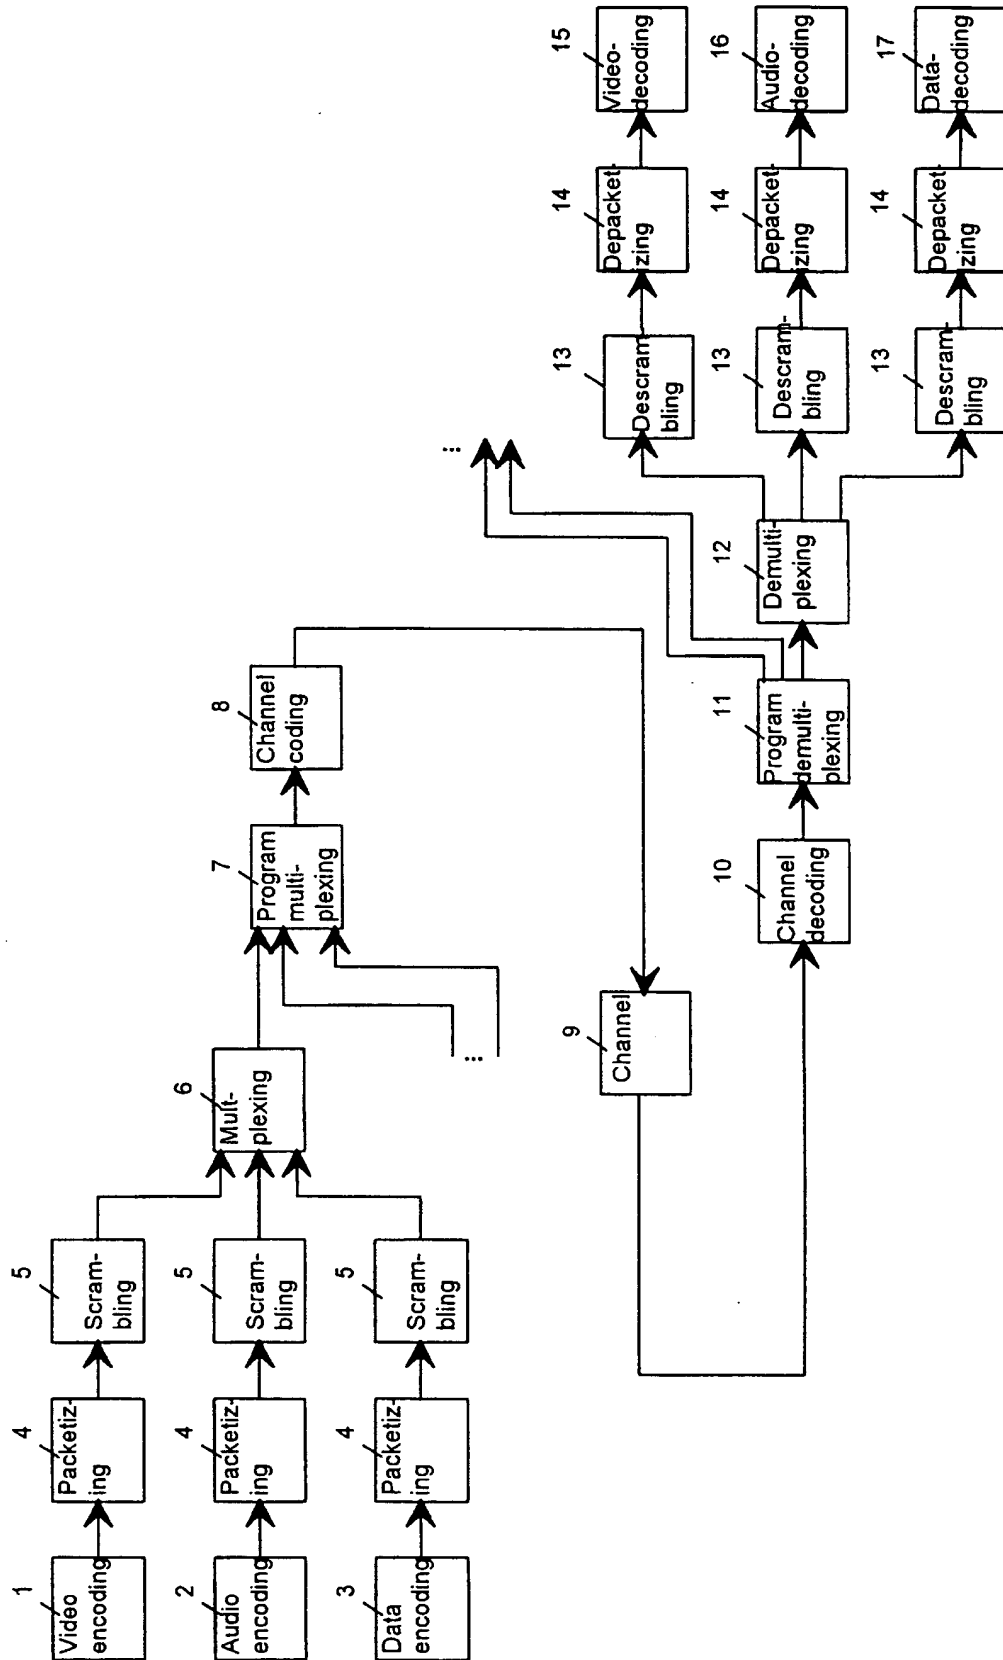 1
Video
encoding
4
Packetiz-
ing
5
Scram-
bling
2
Audio
encoding
4
Packetiz-
ing
5
Scram-
bling
3
Data
encoding
4
Packetiz-
ing
5
Scram-
bling
6
Mult-
plexing
...
7
Program
multi-
plexing
8
Channel
coding
9
Channel
10
Channel
decoding
11
Program
demulti-
plexing
...
12
Demulti-
plexing
13
Descram-
bling
14
Depacket-
izing
15
Video-
decoding
13
Descram-
bling
14
Depacket-
izing
16
Audio-
decoding
13
Descram-
bling
14
Depacket-
izing
17
Data-
decoding